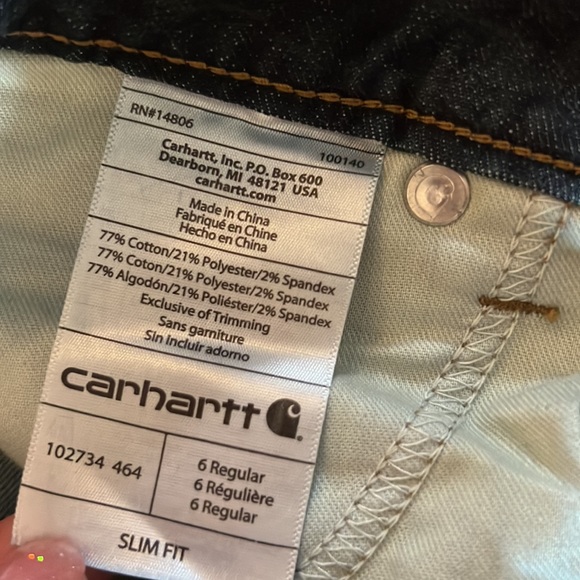 RN#14806
100140
Carhartt, Inc. P.O. Box 600
Dearborn, MI 48121 USA
carhartt.com
Made in China
Fabriqué en Chine
Hecho en China
77% Cotton/21% Polyester/2% Spandex
77% Coton/21% Polyester/2% Spandex
77% Algodón/21% Poliéster/2% Spandex
Exclusive of Trimming
Sans garniture
Sin incluir adorno
carhartt
102734 464
6 Regular
6 Régulière
6 Regular
SLIM FIT